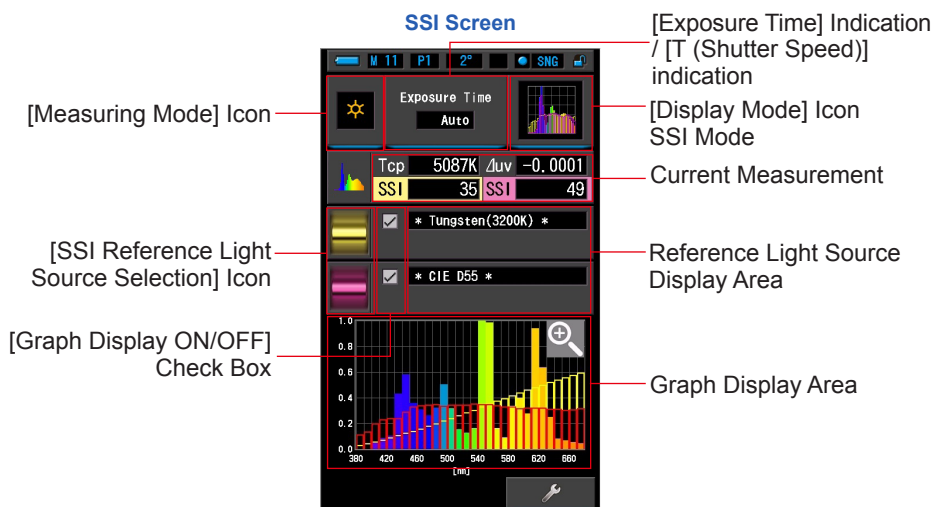 SSI Screen
[Exposure Time] Indication
/ [T (Shutter Speed)]
indication
M 11 P1 2° SNG
[Measuring Mode] Icon
Exposure Time
Auto
[Display Mode] Icon
SSI Mode
Tcp 5087K ⊿uv -0.0001
SSI 35 SSI 49
Current Measurement
* Tungsten(3200K) *
[SSI Reference Light
Source Selection] Icon
Reference Light Source
Display Area
* CIE D55 *
[Graph Display ON/OFF]
Check Box
1.0
0.8
0.6
0.4
0.2
0.0
380 420 460 500 540 580 620 660
[nm]
Graph Display Area